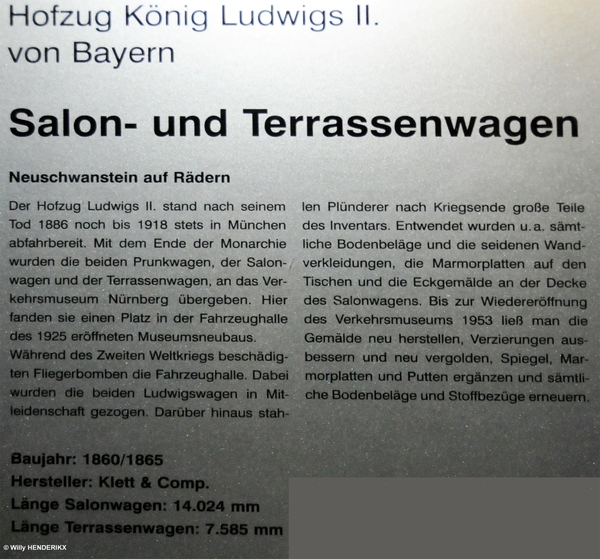 Hofzug König Ludwigs II.
von Bayern
Salon- und Terrassenwagen
Neuschwanstein auf Rädern
Der Hofzug Ludwigs II. stand nach seinem
Tod 1886 noch bis 1918 stets in München
abfahrbereit. Mit dem Ende der Monarchie
wurden die beiden Prunkwagen, der Salon-
wagen und der Terrassenwagen, an das Ver-
kehrsmuseum Nürnberg übergeben. Hier
fanden sie einen Platz in der Fahrzeughalle
des 1925 eröffneten Museumsneubaus.
Während des Zweiten Weltkriegs beschädig-
ten Fliegerbomben die Fahrzeughalle. Dabei
wurden die beiden Ludwigswagen in Mit-
leidenschaft gezogen. Darüber hinaus stah-
len Plünderer nach Kriegsende große Teile
des Inventars. Entwendet wurden u. a. sämt-
liche Bodenbeläge und die seidenen Wand-
verkleidungen, die Marmorplatten auf den
Tischen und die Eckgemälde an der Decke
des Salonwagens. Bis zur Wiedereröffnung
des Verkehrsmuseums 1953 ließ man die
Gemälde neu herstellen, Verzierungen aus-
bessern und neu vergolden, Spiegel, Mar-
morplatten und Putten ergänzen und sämtli-
che Bodenbeläge und Stoffbezüge erneuern.
Baujahr: 1860/1865
Hersteller: Klett & Comp.
Länge Salonwagen: 14.024 mm
Länge Terrassenwagen: 7.585 mm
© Willy HENDERIKX